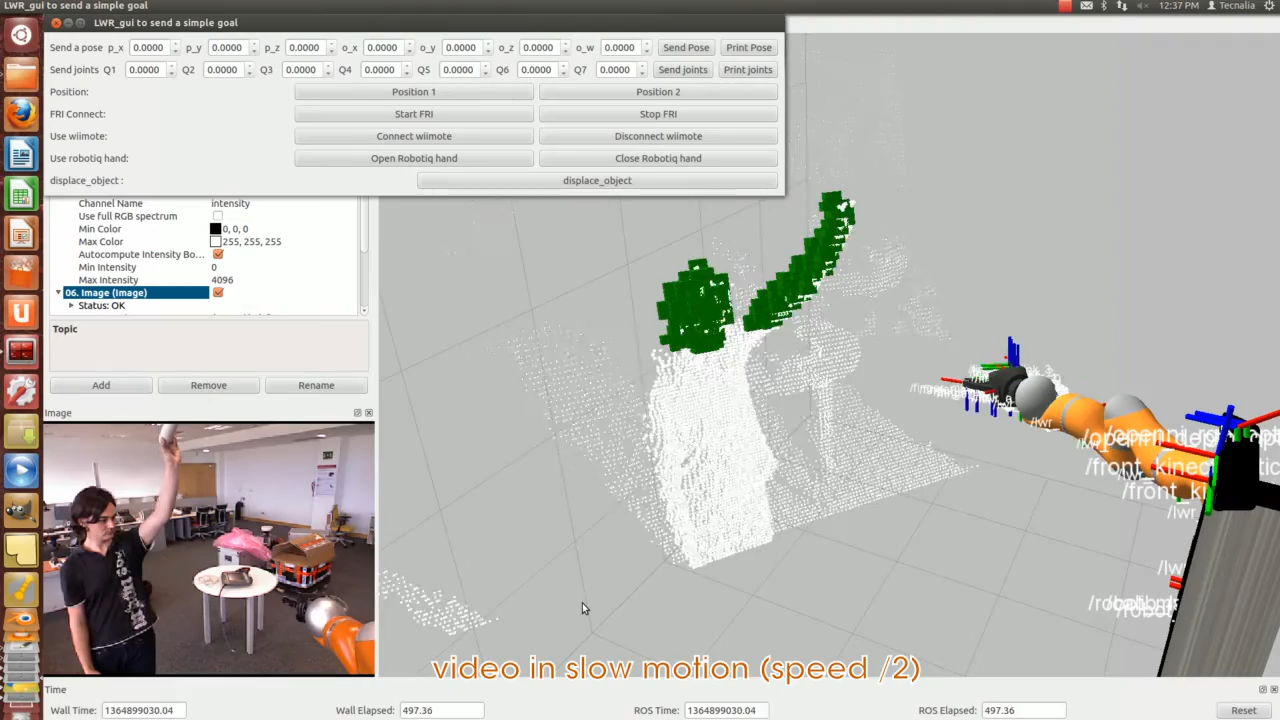 LWR_gui to send a simple goal
12:37 PM Tecnalia
LWR_gui to send a simple goal
Send a pose p_x 0.0000 p_y 0.0000 p_z 0.0000 o_x 0.0000 o_y 0.0000 o_z 0.0000 o_w 0.0000 Send Pose Print Pose
Send joints Q1 0.0000 Q2 0.0000 Q3 0.0000 Q4 0.0000 Q5 0.0000 Q6 0.0000 Q7 0.0000 Send joints Print joints
Position: Position 1 Position 2
FRI Connect: Start FRI Stop FRI
Use wiimote: Connect wiimote Disconnect wiimote
Use robotiq hand: Open Robotiq hand Close Robotiq hand
displace_object : displace_object
Channel Name intensity
Use full RGB spectrum
Min Color 0, 0, 0
Max Color 255, 255, 255
Autocompute Intensity Bo...
Min Intensity 0
Max Intensity 4096
06. Image (Image)
Status: OK
Topic
Add Remove Rename
Image
/lwr
/front_kinec
/front_ki
/lwr
video in slow motion (speed /2)
Time
Wall Time: 1364899030.04 Wall Elapsed: 497.36 ROS Time: 1364899030.04 ROS Elapsed: 497.36 Reset